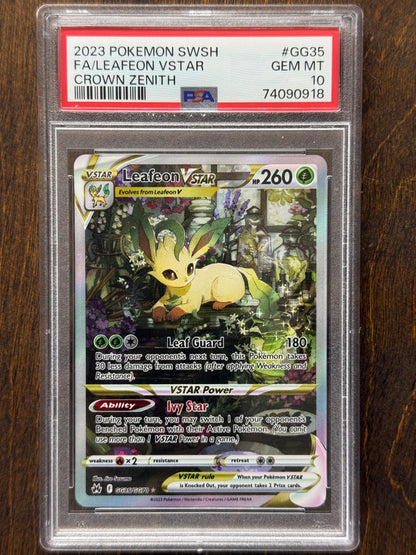 2023 POKEMON SWSH #GG35
FA/LEAFEON VSTAR GEM MT
CROWN ZENITH 10
PSA 74090918
VSTAR Leafeon VSTAR HP 260
Evolves from Leafeon V
Leaf Guard 180
During your opponent's next turn, this Pokémon takes
30 less damage from attacks (after applying Weakness and
Resistance).
VSTAR Power
Ability Ivy Star
During your turn, you may switch 1 of your opponent's
Benched Pokémon with their Active Pokémon. (You can't
use more than 1 VSTAR Power in a game.)
weakness ×2 resistance retreat
VSTAR rule When your Pokémon VSTAR
is Knocked Out, your opponent takes 2 Prize cards.
Illus.
GG35/GG70
©2023 Pokémon / Nintendo / Creatures / GAME FREAK